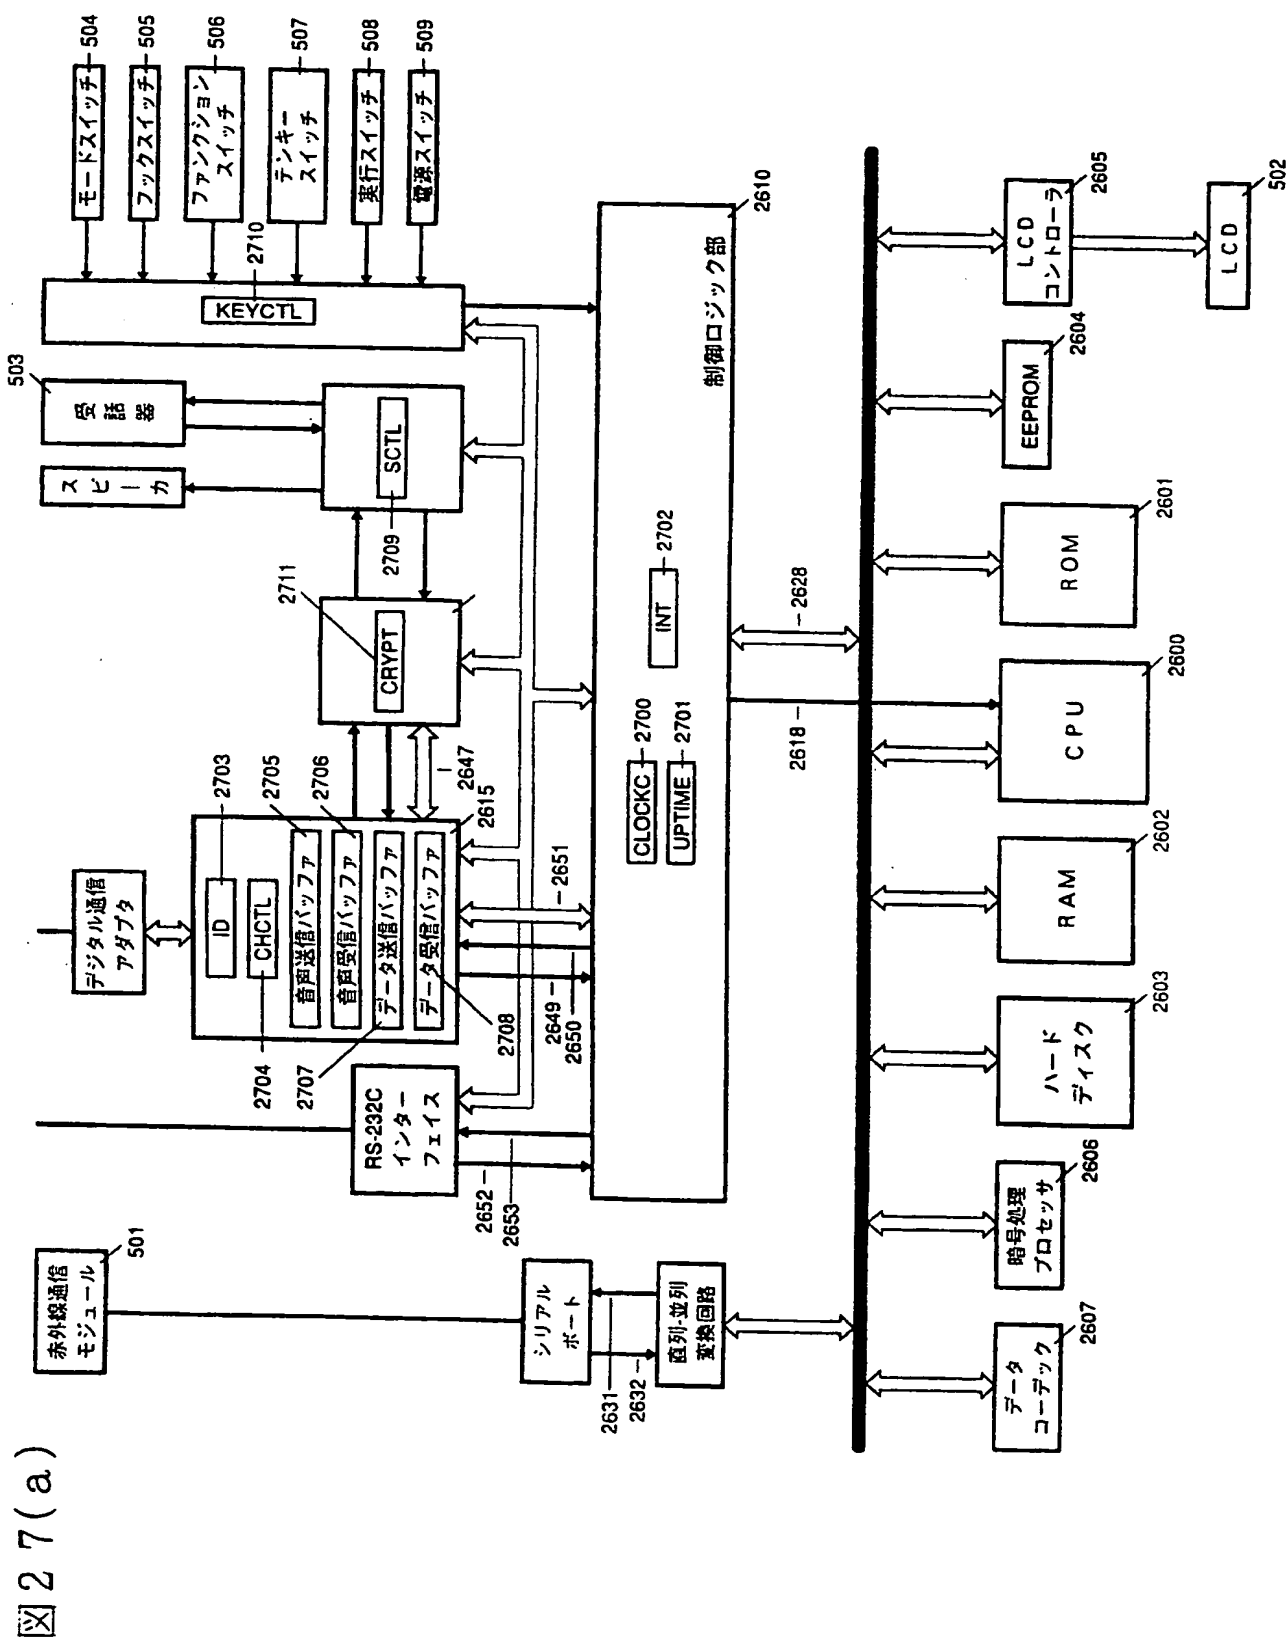 図27(a)
赤外線通信
モジュール
501
シリアル
ポート
2631
2632
直列-並列
変換回路
RS-232C
インター
フェイス
2652
2653
デジタル通信
アダプタ
ID
2703
CHCTL
2704
音声送信バッファ
2705
音声受信バッファ
2706
データ送信バッファ
2707
データ受信バッファ
2708
2615
2647
2649
2650
2651
CRYPT
2711
スピーカ
受話器
503
SCTL
2709
KEYCTL
2710
モードスイッチ
504
フックスイッチ
505
ファンクション
スイッチ
506
テンキー
スイッチ
507
実行スイッチ
508
電源スイッチ
509
CLOCKC
2700
UPTIME
2701
INT
2702
制御ロジック部
2610
2618
2628
データ
コーデック
2607
暗号処理
プロセッサ
2606
ハード
ディスク
2603
RAM
2602
CPU
2600
ROM
2601
EEPROM
2604
LCD
コントローラ
2605
LCD
502